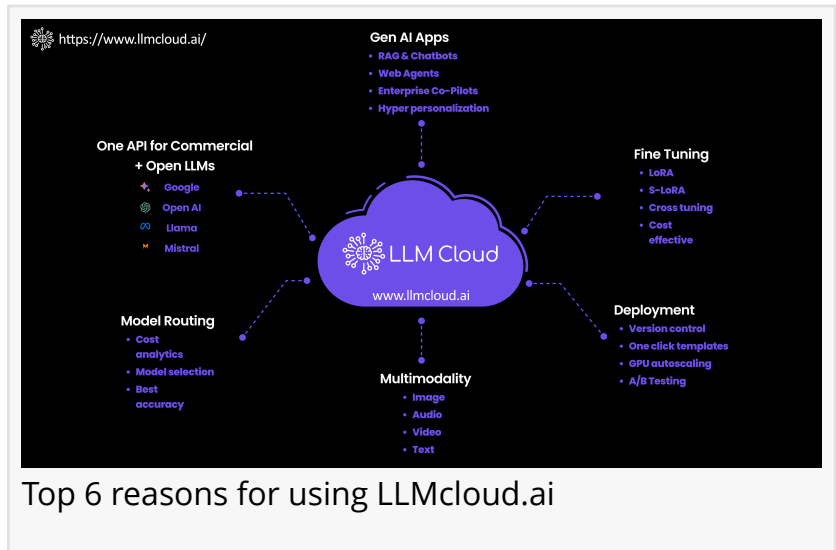 https://www.llmcloud.ai/
Gen AI Apps
• RAG & Chatbots
• Web Agents
• Enterprise Co-Pilots
• Hyper personalization
One API for Commercial
+ Open LLMs
Google
Open AI
Llama
Mistral
Fine Tuning
• LoRA
• S-LoRA
• Cross tuning
• Cost
effective
LLM Cloud
www.llmcloud.ai
Model Routing
• Cost
analytics
• Model selection
• Best
accuracy
Deployment
• Version control
• One click templates
• GPU autoscaling
• A/B Testing
Multimodality
• Image
• Audio
• Video
• Text
Top 6 reasons for using LLMcloud.ai